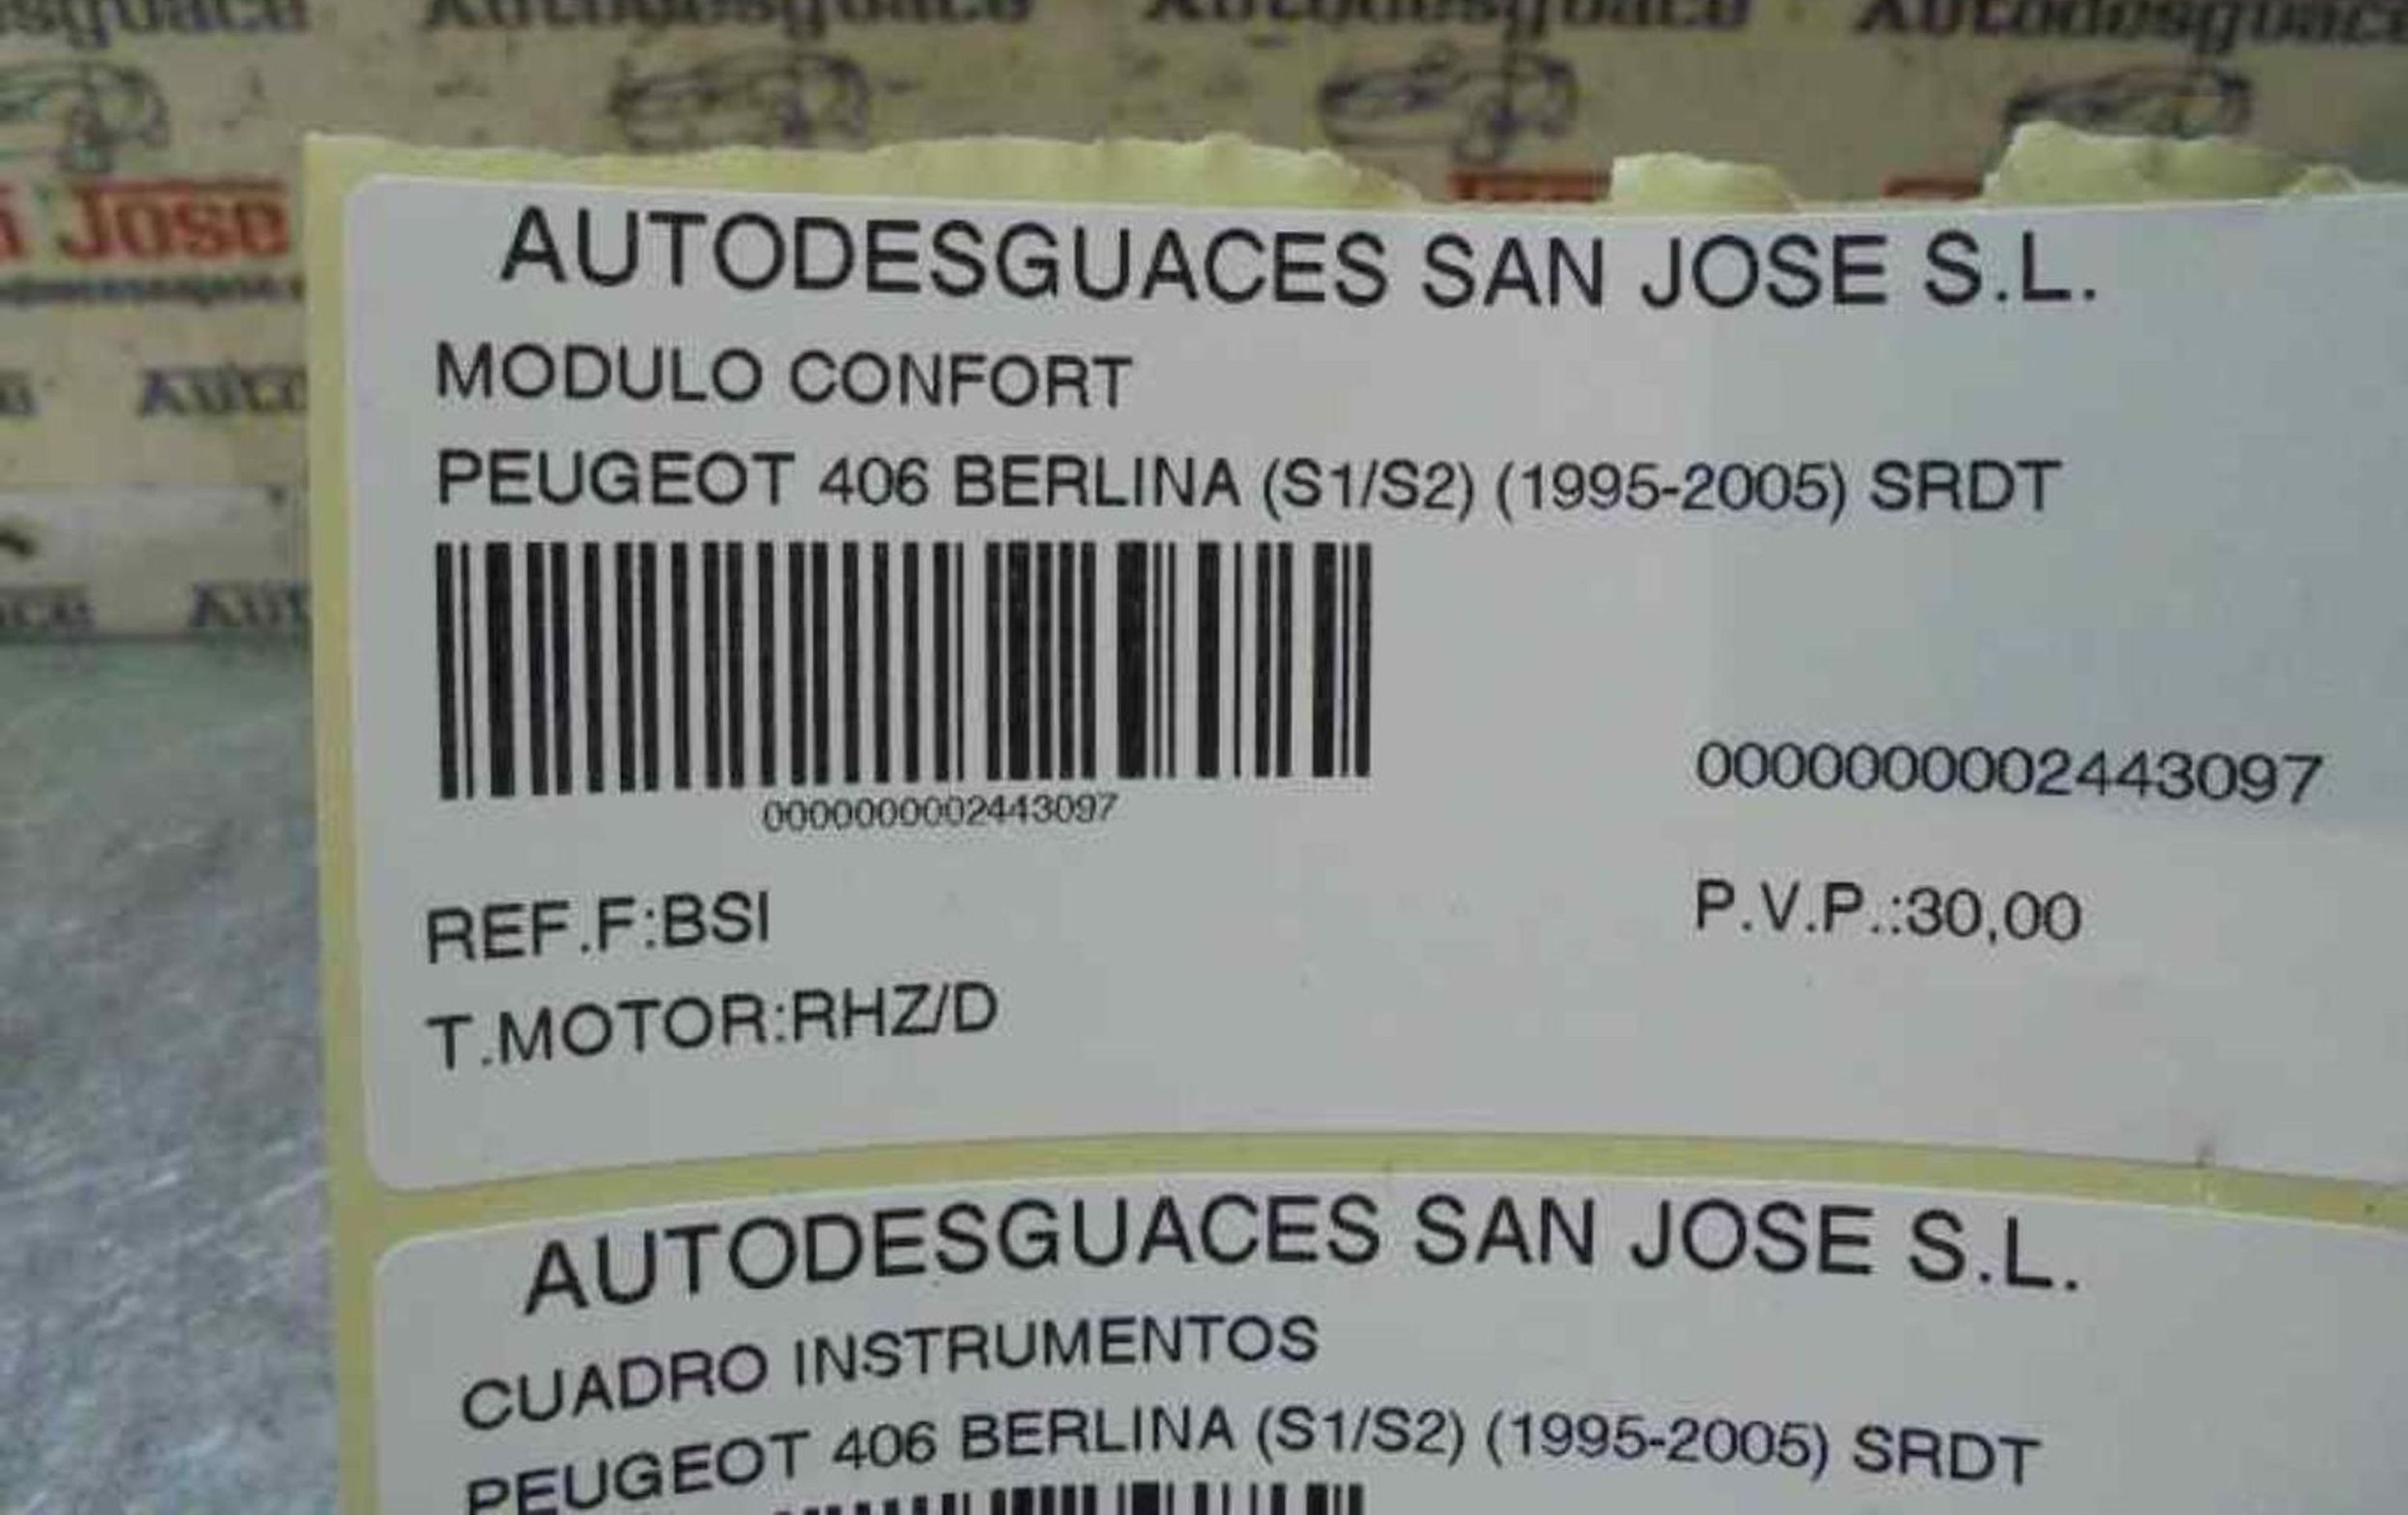 Jose
AUTODESGUACES SAN JOSE S.L.
MODULO CONFORT
PEUGEOT 406 BERLINA (S1/S2) (1995-2005) SRDT
0000000002443097
0000000002443097
REF.F:BSI
P.V.P.:30,00
T.MOTOR:RHZ/D
AUTODESGUACES SAN JOSE S.L.
CUADRO INSTRUMENTOS
PEUGEOT 406 BERLINA (S1/S2) (1995-2005) SRDT